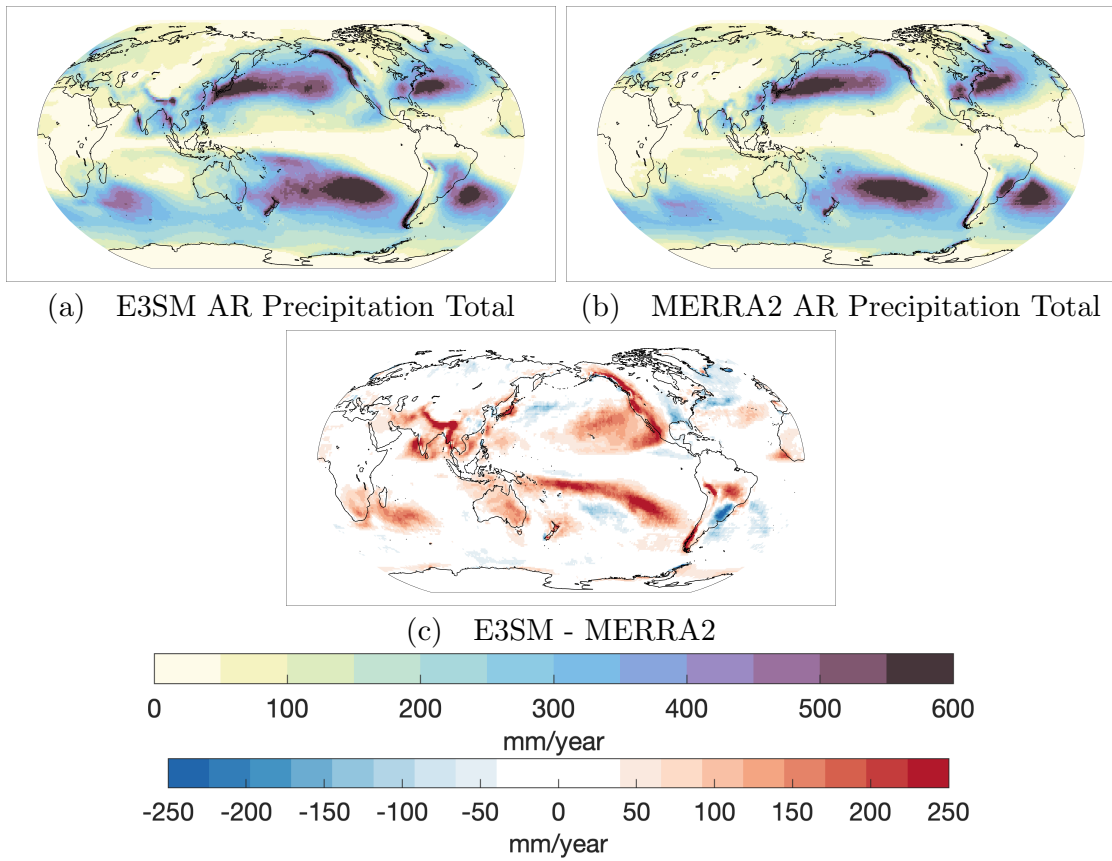 (a) E3SM AR Precipitation Total
(b) MERRA2 AR Precipitation Total
(c) E3SM - MERRA2
0 100 200 300 400 500 600
mm/year
-250 -200 -150 -100 -50 0 50 100 150 200 250
mm/year